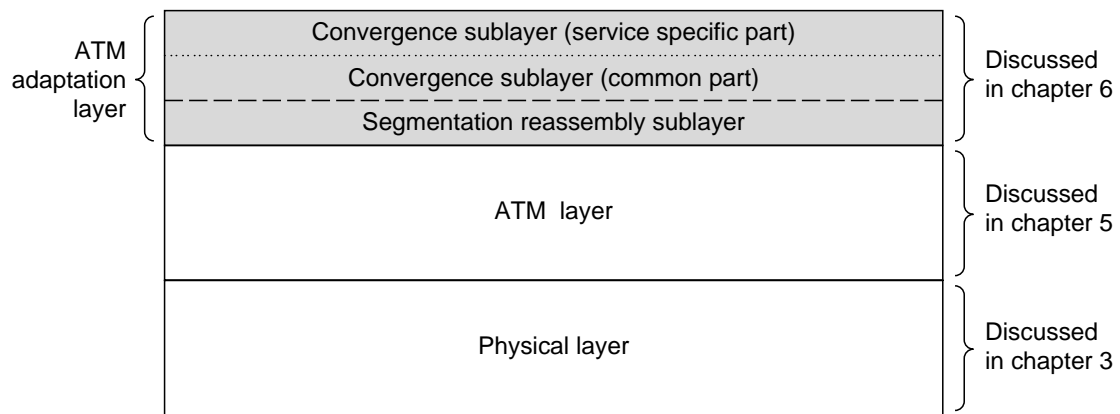 ATM
adaptation
layer
Convergence sublayer (service specific part)
Convergence sublayer (common part)
Segmentation reassembly sublayer
Discussed
in chapter 6
ATM layer
Discussed
in chapter 5
Physical layer
Discussed
in chapter 3